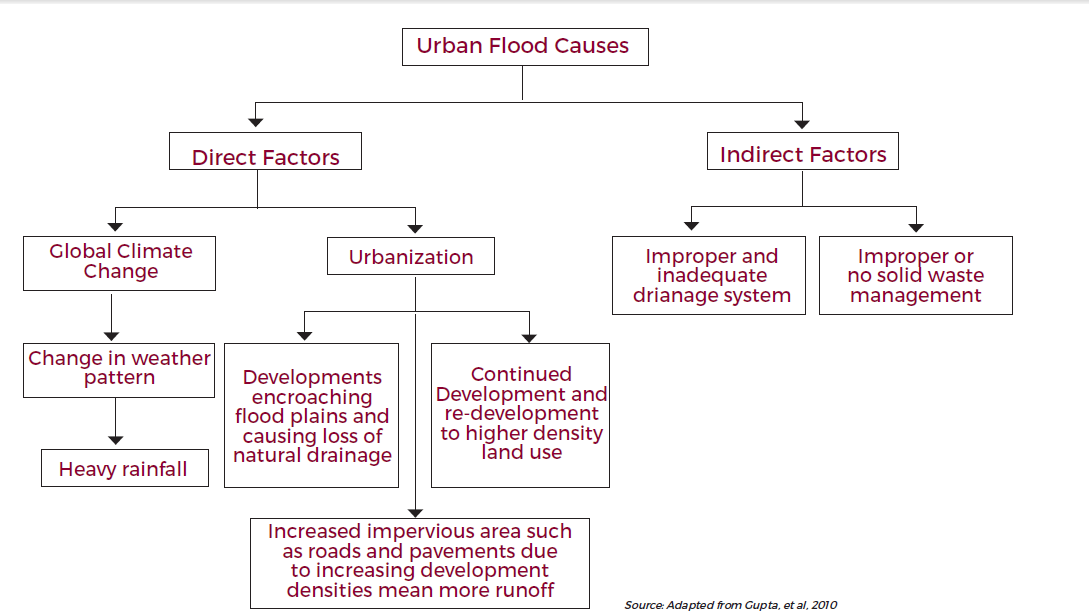 Urban Flood Causes
Direct Factors
Indirect Factors
Global Climate
Change
Urbanization
Improper and
inadequate
drianage system
Improper or
no solid waste
management
Change in weather
pattern
Developments
encroaching
flood plains and
causing loss of
natural drainage
Continued
Development and
re-development
to higher density
land use
Heavy rainfall
Increased impervious area such
as roads and pavements due
to increasing development
densities mean more runoff
Source: Adapted from Gupta, et al, 2010